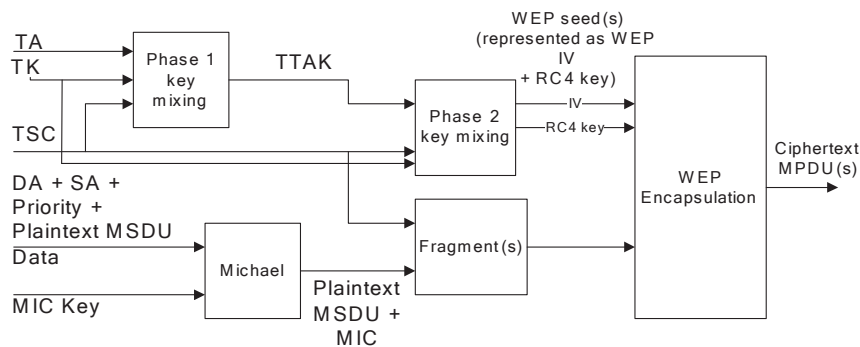 TA
TK
TSC
DA + SA +
Priority +
Plaintext MSDU
Data
MIC Key
Phase 1
key
mixing
TTAK
Michael
Plaintext
MSDU +
MIC
WEP seed(s)
(represented as WEP
IV
+ RC4 key)
Phase 2
key mixing
IV
RC4 key
Fragment(s)
WEP
Encapsulation
Ciphertext
MPDU(s)